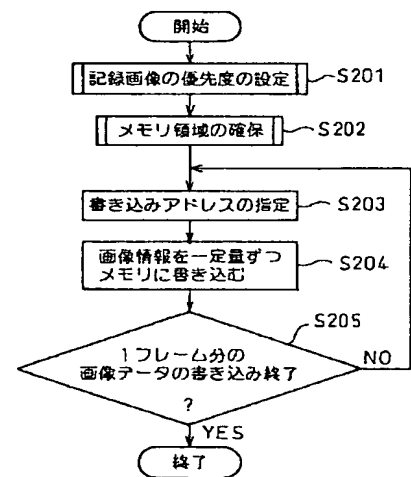 開始
記録画像の優先度の設定
S201
メモリ領域の確保
S202
書き込みアドレスの指定
S203
画像情報を一定量ずつ
メモリに書き込む
S204
S205
1フレーム分の
画像データの書き込み終了
?
NO
YES
終了